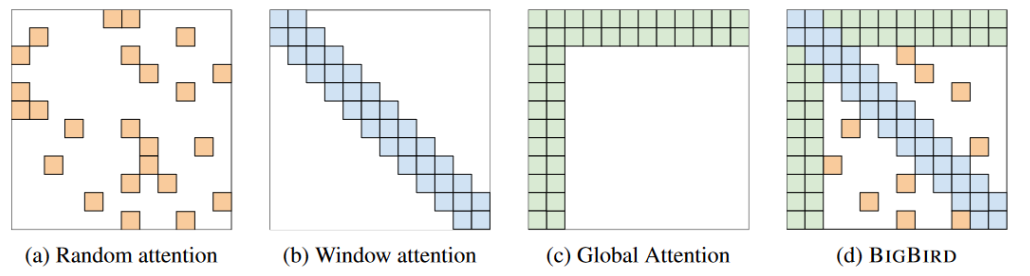 (a) Random attention
(b) Window attention
(c) Global Attention
(d) BIGBIRD